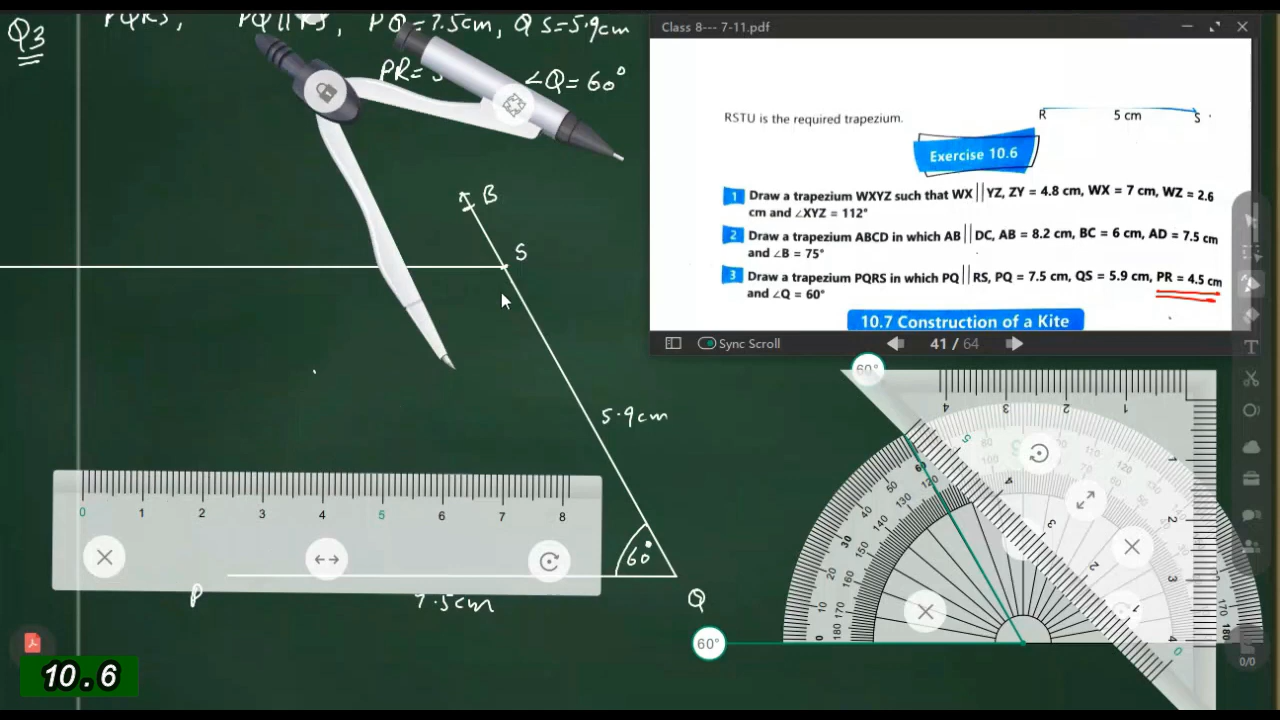 Q3
PQRS, PQ || RS, PQ = 7.5cm, QS = 5.9cm
PR = 5 ∠Q = 60°
B
S
5.9cm
60°
P
7.5cm
Q
0 1 2 3 4 5 6 7 8
10.6
Class 8--- 7-11.pdf
RSTU is the required trapezium.
R 5 cm S
Exercise 10.6
1 Draw a trapezium WXYZ such that WX || YZ, ZY = 4.8 cm, WX = 7 cm, WZ = 2.6
cm and ∠XYZ = 112°
2 Draw a trapezium ABCD in which AB || DC, AB = 8.2 cm, BC = 6 cm, AD = 7.5 cm
and ∠B = 75°
3 Draw a trapezium PQRS in which PQ || RS, PQ = 7.5 cm, QS = 5.9 cm, PR = 4.5 cm
and ∠Q = 60°
10.7 Construction of a Kite
Sync Scroll
41 / 64
60°
4 3 2 1
60°
T
0/0